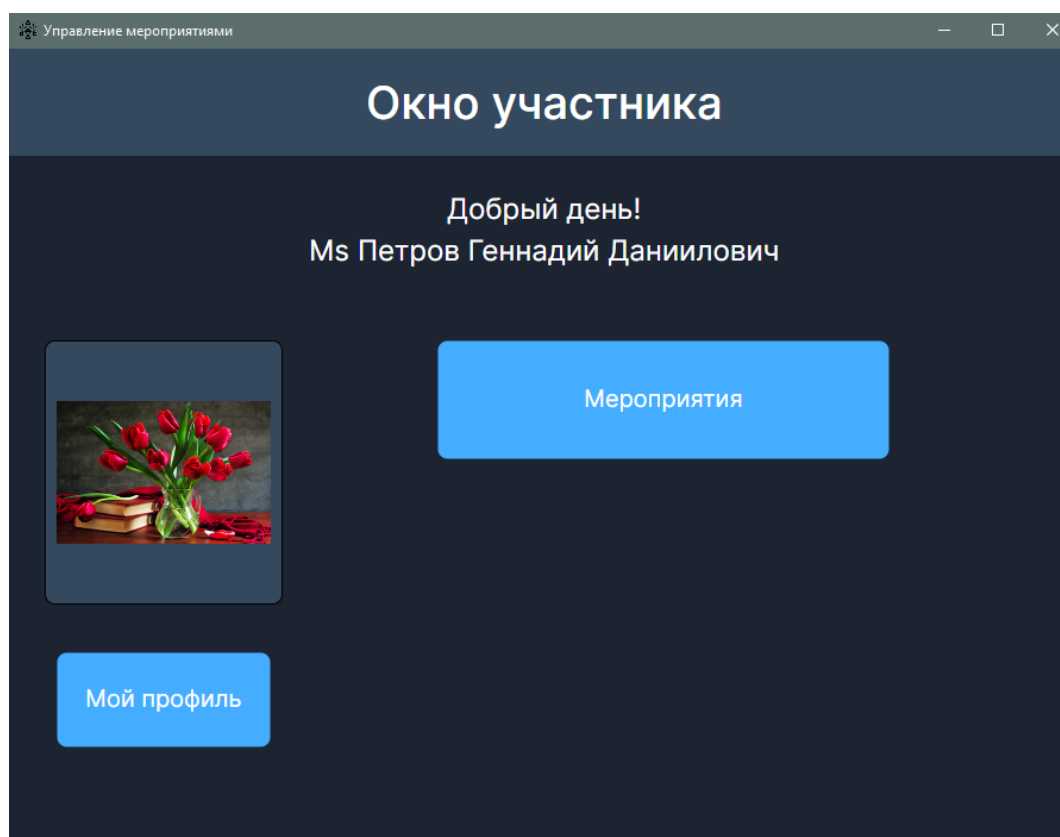 Управление мероприятиями
Окно участника
Добрый день!
Ms Петров Геннадий Даниилович
Мероприятия
Мой профиль